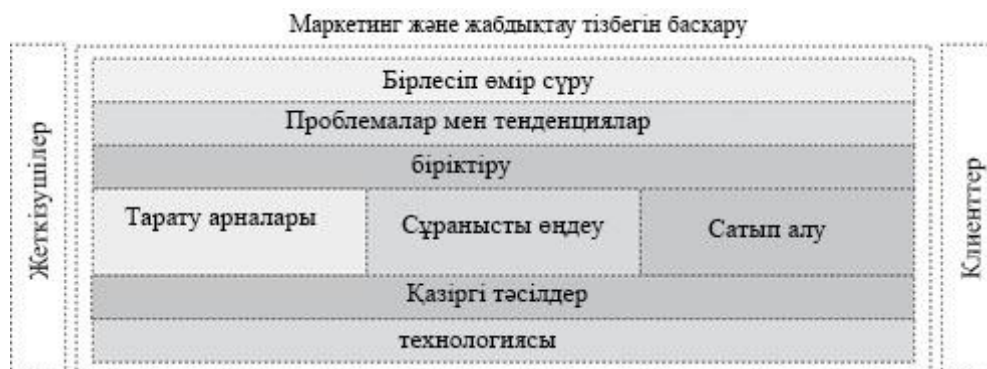 Маркетинг және жабдықтау тізбегін басқару
Жеткізушілер
Бірлесіп өмір сүру
Проблемалар мен тенденциялар
біріктіру
Тарату арналары
Сұранысты өңдеу
Сатып алу
Қазіргі тәсілдер
технологиясы
Клиенттер